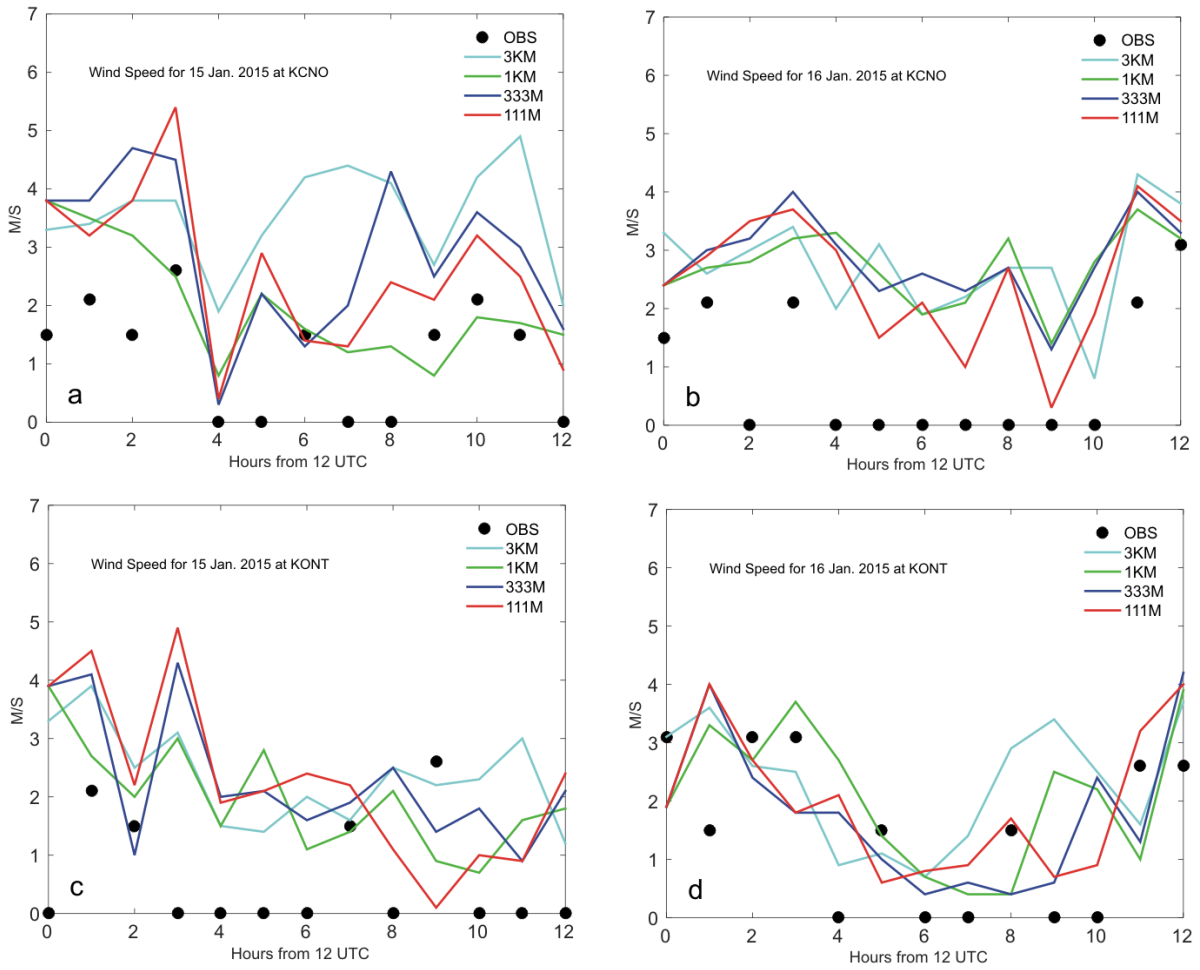 7
6
5
4
3
2
1
0
M/S
Wind Speed for 15 Jan. 2015 at KCNO
OBS
3KM
1KM
333M
111M
a
0 2 4 6 8 10 12
Hours from 12 UTC
7
6
5
4
3
2
1
0
M/S
Wind Speed for 16 Jan. 2015 at KCNO
OBS
3KM
1KM
333M
111M
b
0 2 4 6 8 10 12
Hours from 12 UTC
7
6
5
4
3
2
1
0
M/S
Wind Speed for 15 Jan. 2015 at KONT
OBS
3KM
1KM
333M
111M
c
0 2 4 6 8 10 12
Hours from 12 UTC
7
6
5
4
3
2
1
0
M/S
Wind Speed for 16 Jan. 2015 at KONT
OBS
3KM
1KM
333M
111M
d
0 2 4 6 8 10 12
Hours from 12 UTC